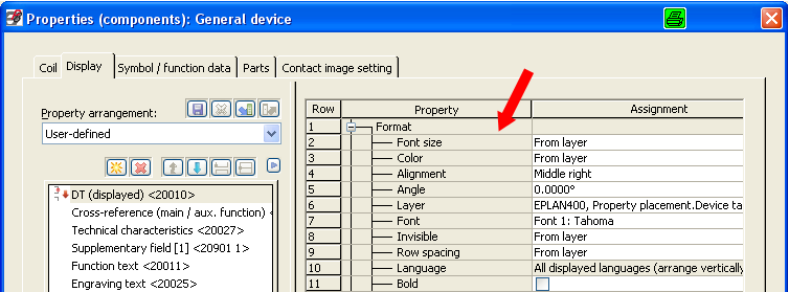 Properties (components): General device
Coil Display Symbol / function data Parts Contact image setting
Property arrangement:
User-defined
DT (displayed) <20010>
Cross-reference (main / aux. function)
Technical characteristics <20027>
Supplementary field [1] <20901 1>
Function text <20011>
Engraving text <20025>
Row Property Assignment
1 Format
2 Font size From layer
3 Color From layer
4 Alignment Middle right
5 Angle 0.0000°
6 Layer EPLAN400, Property placement.Device ta
7 Font Font 1: Tahoma
8 Invisible From layer
9 Row spacing From layer
10 Language All displayed languages (arrange vertically
11 Bold